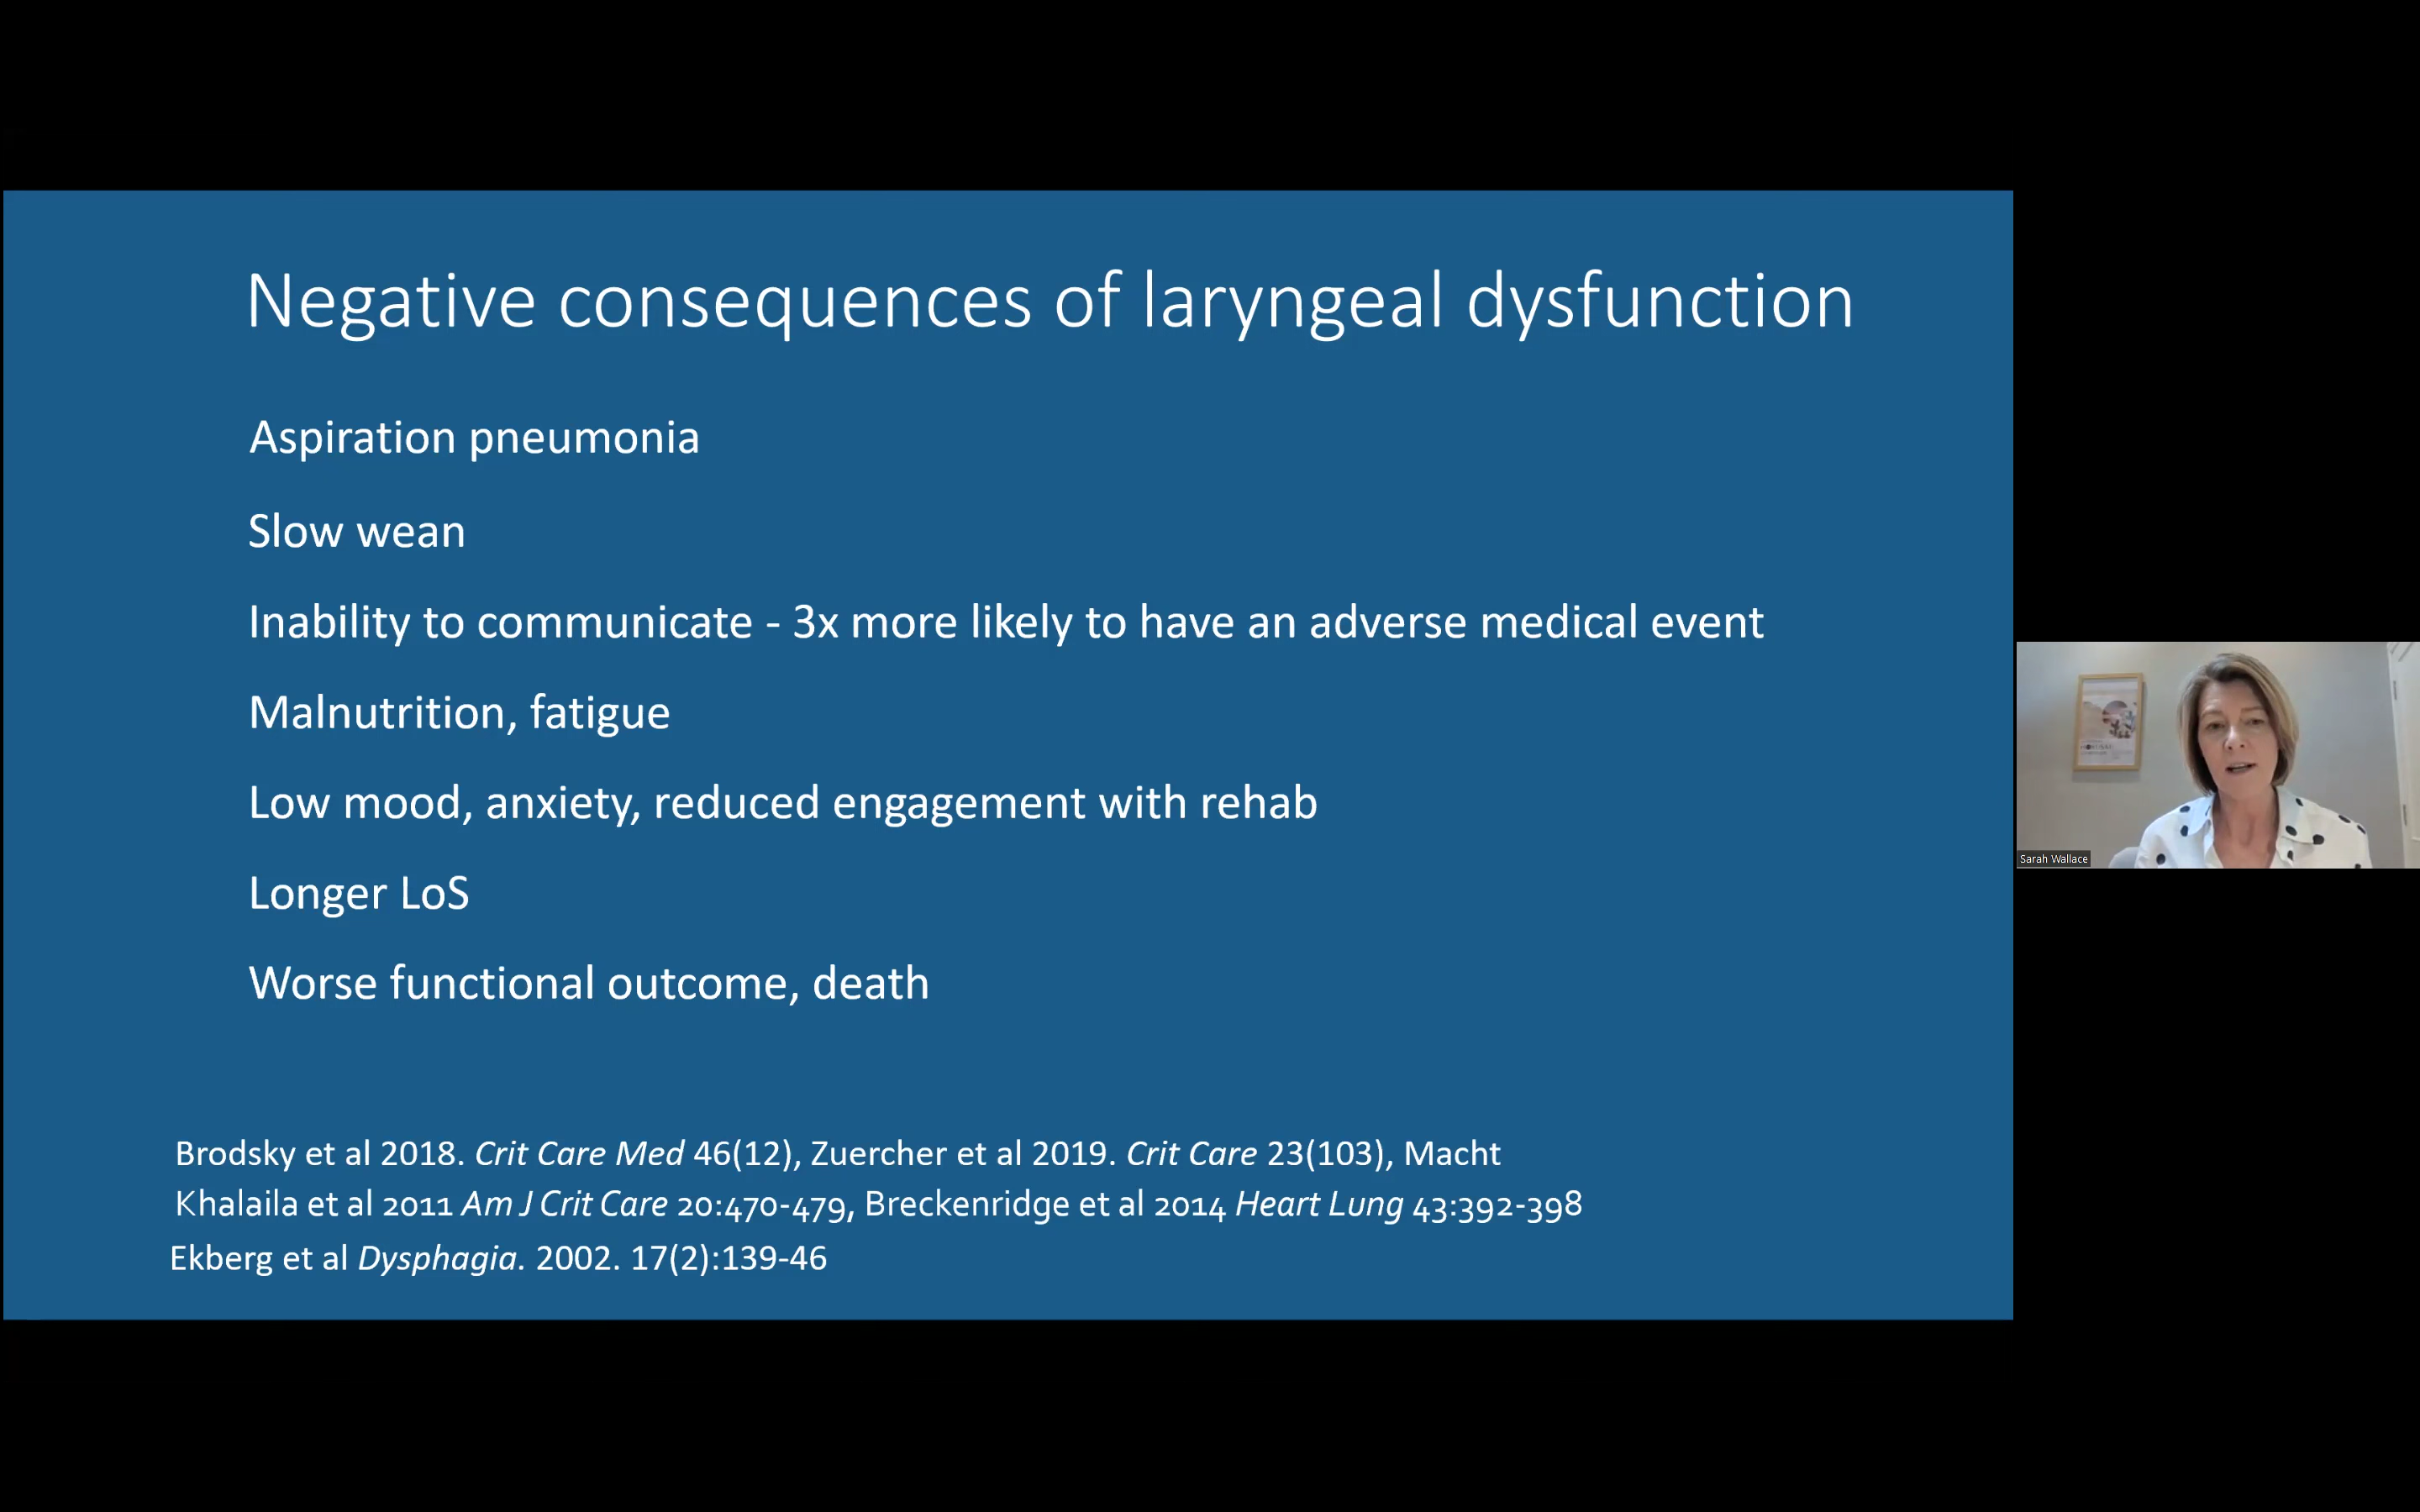 Negative consequences of laryngeal dysfunction
Aspiration pneumonia
Slow wean
Inability to communicate - 3x more likely to have an adverse medical event
Malnutrition, fatigue
Low mood, anxiety, reduced engagement with rehab
Longer LoS
Worse functional outcome, death
Brodsky et al 2018. Crit Care Med 46(12), Zuercher et al 2019. Crit Care 23(103), Macht
Khalaila et al 2011 Am J Crit Care 20:470-479, Breckenridge et al 2014 Heart Lung 43:392-398
Ekberg et al Dysphagia. 2002. 17(2):139-46
Sarah Wallace